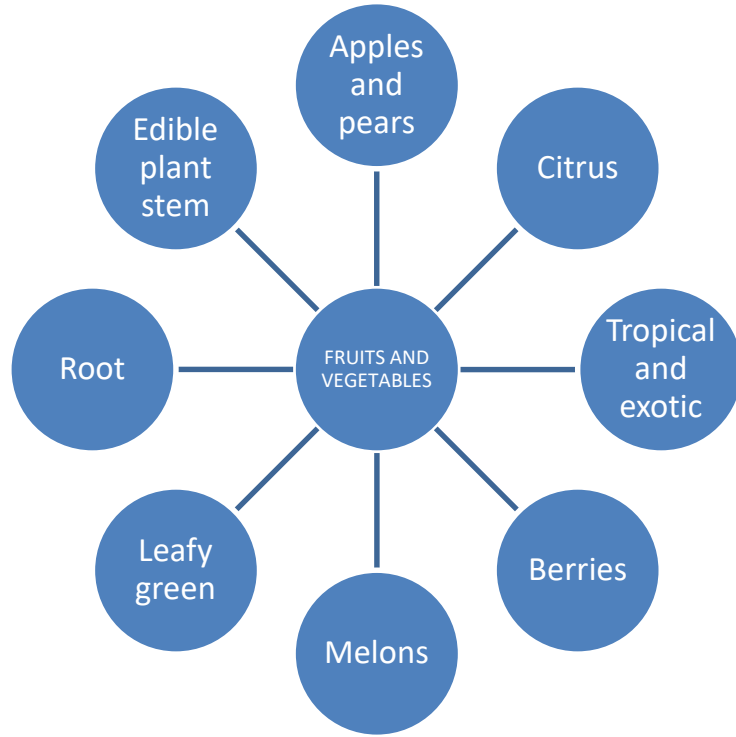 Apples
and
pears
Citrus
Tropical
and
exotic
Berries
Melons
Leafy
green
Root
Edible
plant
stem
FRUITS AND
VEGETABLES